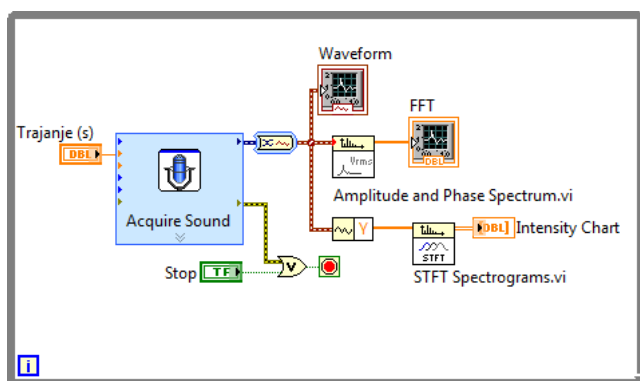 Waveform
FFT
Trajanje (s)
DBL
DBL
Vrms
Amplitude and Phase Spectrum.vi
Acquire Sound
Y
DBL]
Intensity Chart
STFT
STFT Spectrograms.vi
Stop
TF
V
i